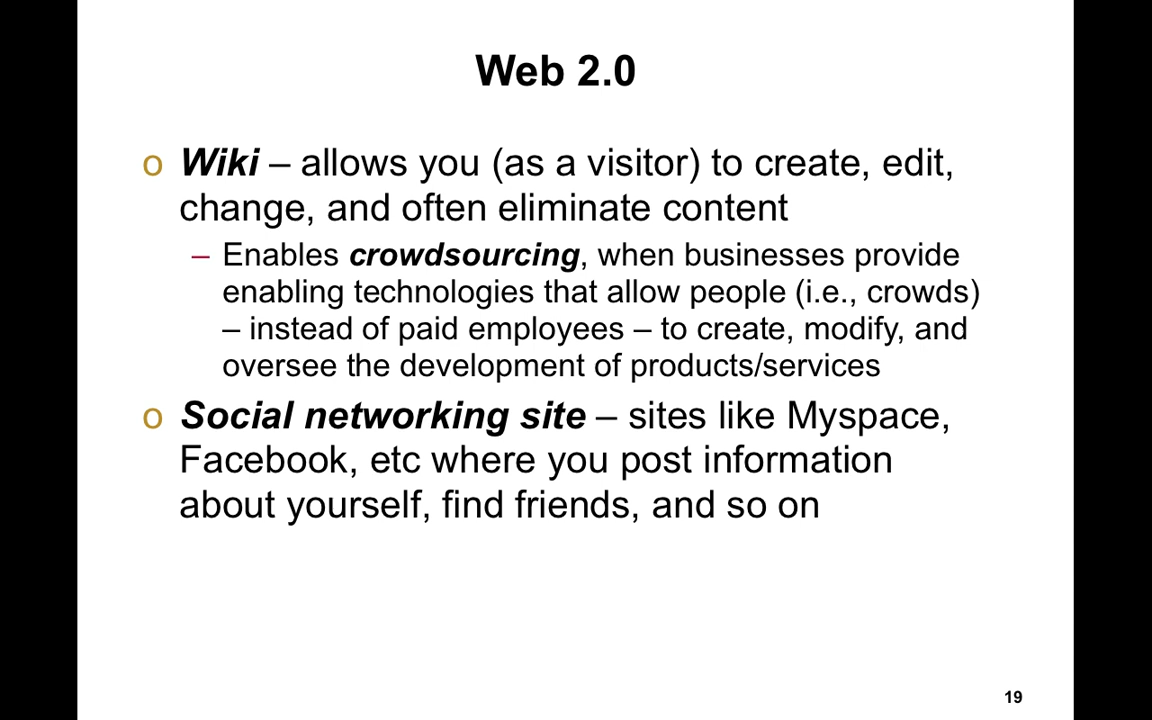 Web 2.0
o Wiki – allows you (as a visitor) to create, edit,
change, and often eliminate content
– Enables crowdsourcing, when businesses provide
enabling technologies that allow people (i.e., crowds)
– instead of paid employees – to create, modify, and
oversee the development of products/services
o Social networking site – sites like Myspace,
Facebook, etc where you post information
about yourself, find friends, and so on
19